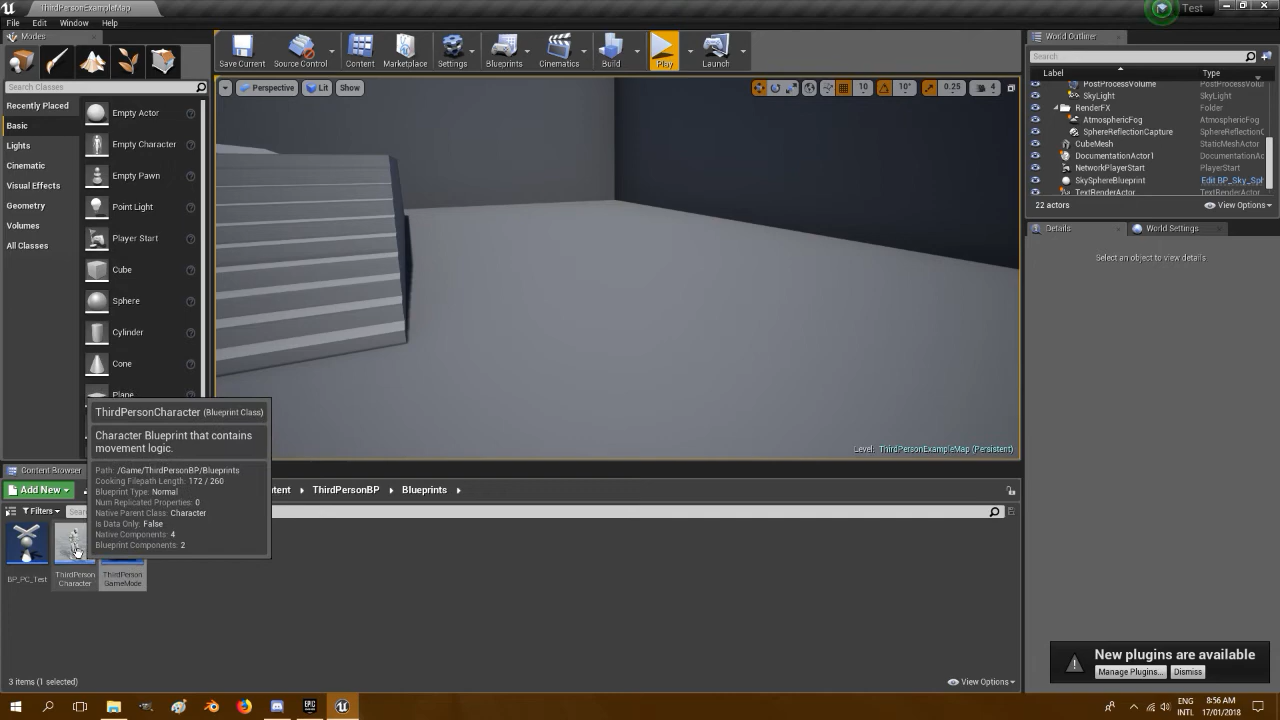 ThirdPersonExampleMap
Test
File Edit Window Help
Modes
Search Classes
Recently Placed
Basic
Lights
Cinematic
Visual Effects
Geometry
Volumes
All Classes
Empty Actor
Empty Character
Empty Pawn
Point Light
Player Start
Cube
Sphere
Cylinder
Cone
Plane
Save Current
Source Control
Content
Marketplace
Settings
Blueprints
Cinematics
Build
Play
Launch
Perspective
Lit
Show
10
10°
0.25
4
Level: ThirdPersonExampleMap (Persistent)
World Outliner
Search
Label
Type
PostProcessVolume PostProcessVolum
SkyLight SkyLight
RenderFX Folder
AtmosphericFog AtmosphericFog
SphereReflectionCapture SphereReflectionC
CubeMesh StaticMeshActor
DocumentationActor1 DocumentationAc
NetworkPlayerStart PlayerStart
SkySphereBlueprint Edit BP_Sky_Sph
TextRenderActor TextRenderActor
22 actors
View Options
Details
World Settings
Select an object to view details
ThirdPersonCharacter (Blueprint Class)
Character Blueprint that contains
movement logic.
Path: /Game/ThirdPersonBP/Blueprints
Cooking Filepath Length: 172 / 260
Blueprint Type: Normal
Num Replicated Properties: 0
Native Parent Class: Character
Is Data Only: False
Native Components: 4
Blueprint Components: 2
Content Browser
Add New
ntent
ThirdPersonBP
Blueprints
Filters
Sear
BP_PC_Test
ThirdPerson
Character
ThirdPerson
GameMode
3 items (1 selected)
View Options
New plugins are available
Manage Plugins...
Dismiss
EPIC
ENG
INTL
8:56 AM
17/01/2018